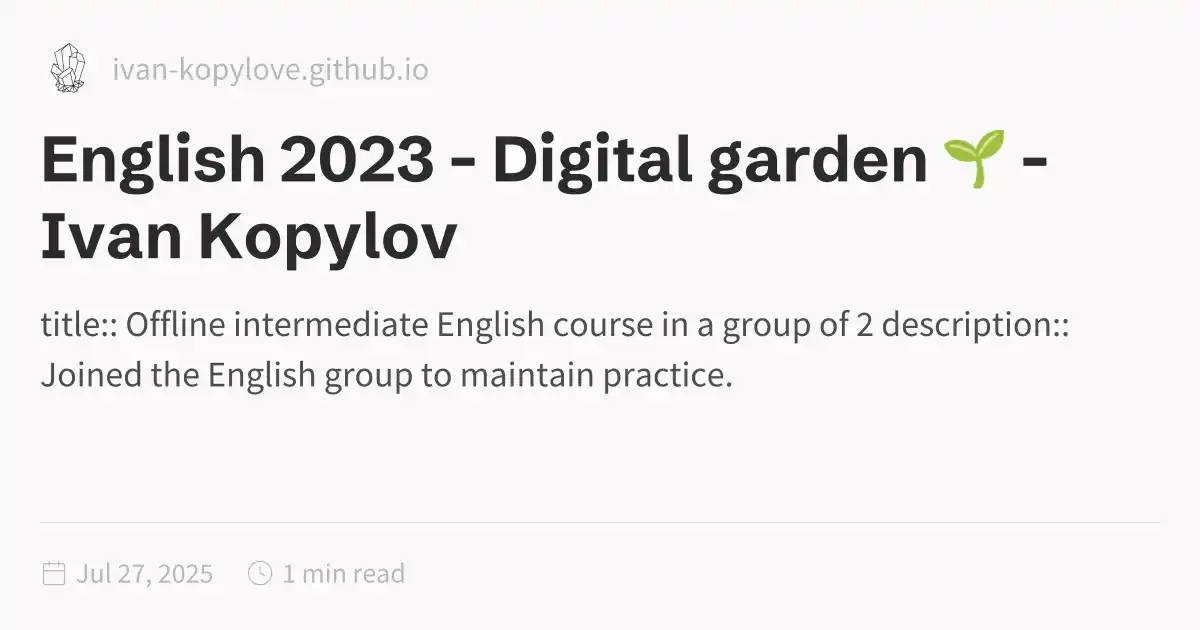 ivan-kopylove.github.io
English 2023 - Digital garden 🌱 -
Ivan Kopylov
title:: Offline intermediate English course in a group of 2 description::
Joined the English group to maintain practice.
Jul 27, 2025 1 min read